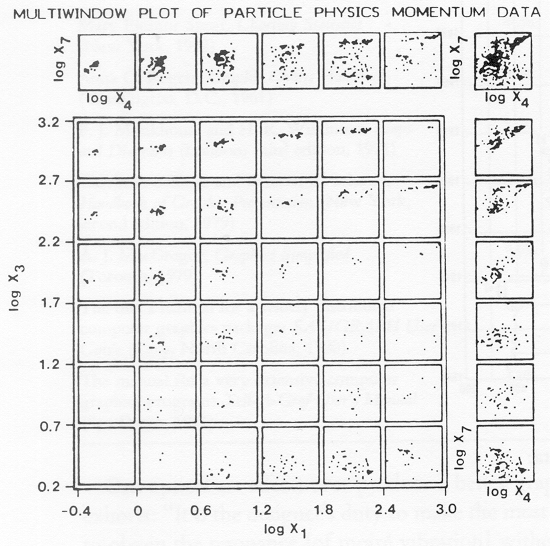 MULTIWINDOW PLOT OF PARTICLE PHYSICS MOMENTUM DATA
log X7
log X4
log X7
log X4
3.2
2.7
2.2
1.7
1.2
0.7
0.2
log X3
-0.4
0
0.6
1.2
1.8
2.4
3.0
log X1
log X7
log X4